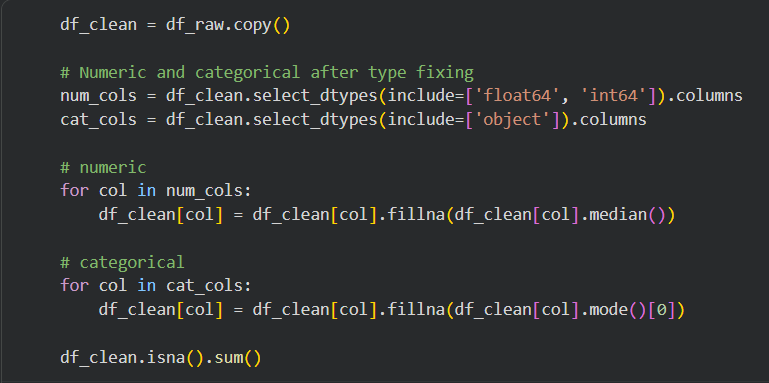 df_clean = df_raw.copy()
# Numeric and categorical after type fixing
num_cols = df_clean.select_dtypes(include=['float64', 'int64']).columns
cat_cols = df_clean.select_dtypes(include=['object']).columns
# numeric
for col in num_cols:
    df_clean[col] = df_clean[col].fillna(df_clean[col].median())
# categorical
for col in cat_cols:
    df_clean[col] = df_clean[col].fillna(df_clean[col].mode()[0])
df_clean.isna().sum()